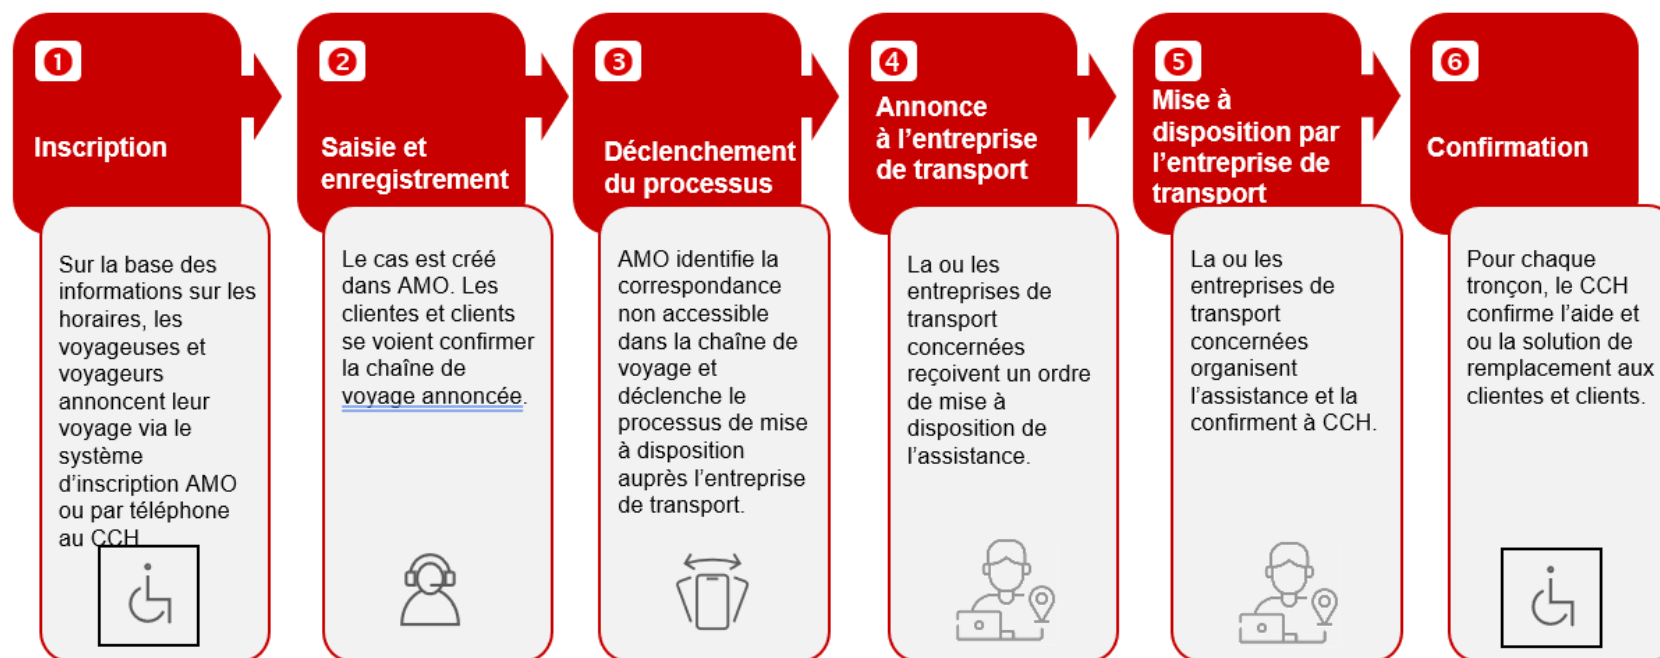 1
Inscription
Sur la base des
informations sur les
horaires, les
voyageuses et
voyageurs
annoncent leur
voyage via le
système
d’inscription AMO
ou par téléphone
au CCH
2
Saisie et
enregistrement
Le cas est créé
dans AMO. Les
clientes et clients
se voient confirmer
la chaîne de
voyage annoncée.
3
Déclenchement
du processus
AMO identifie la
correspondance
non accessible
dans la chaîne de
voyage et
déclenche le
processus de mise
à disposition
auprès l’entreprise
de transport.
4
Annonce
à l’entreprise
de transport
La ou les
entreprises de
transport
concernées
reçoivent un ordre
de mise à
disposition de
l’assistance.
5
Mise à
disposition par
l’entreprise de
transport
La ou les
entreprises de
transport
concernées
organisent
l’assistance et la
confirment à CCH.
6
Confirmation
Pour chaque
tronçon, le CCH
confirme l’aide et
ou la solution de
remplacement aux
clientes et clients.